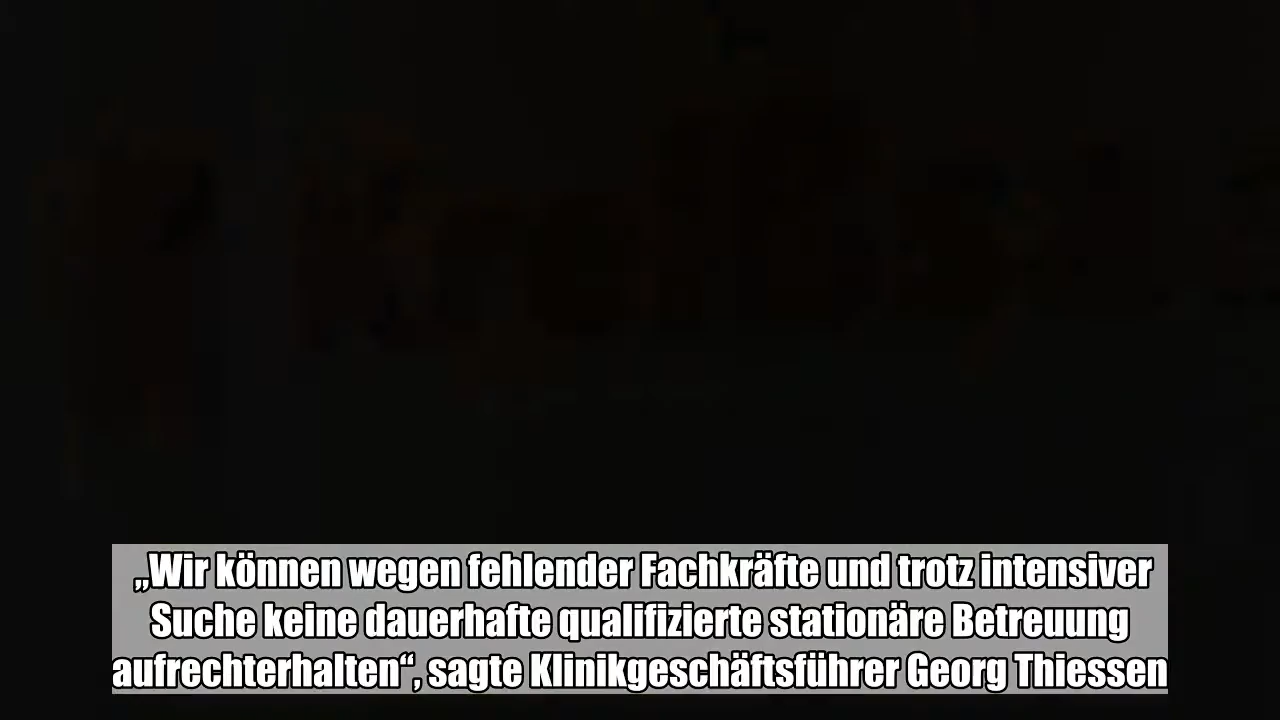 „Wir können wegen fehlender Fachkräfte und trotz intensiver
Suche keine dauerhafte qualifizierte stationäre Betreuung
aufrechterhalten“, sagte Klinikgeschäftsführer Georg Thiessen